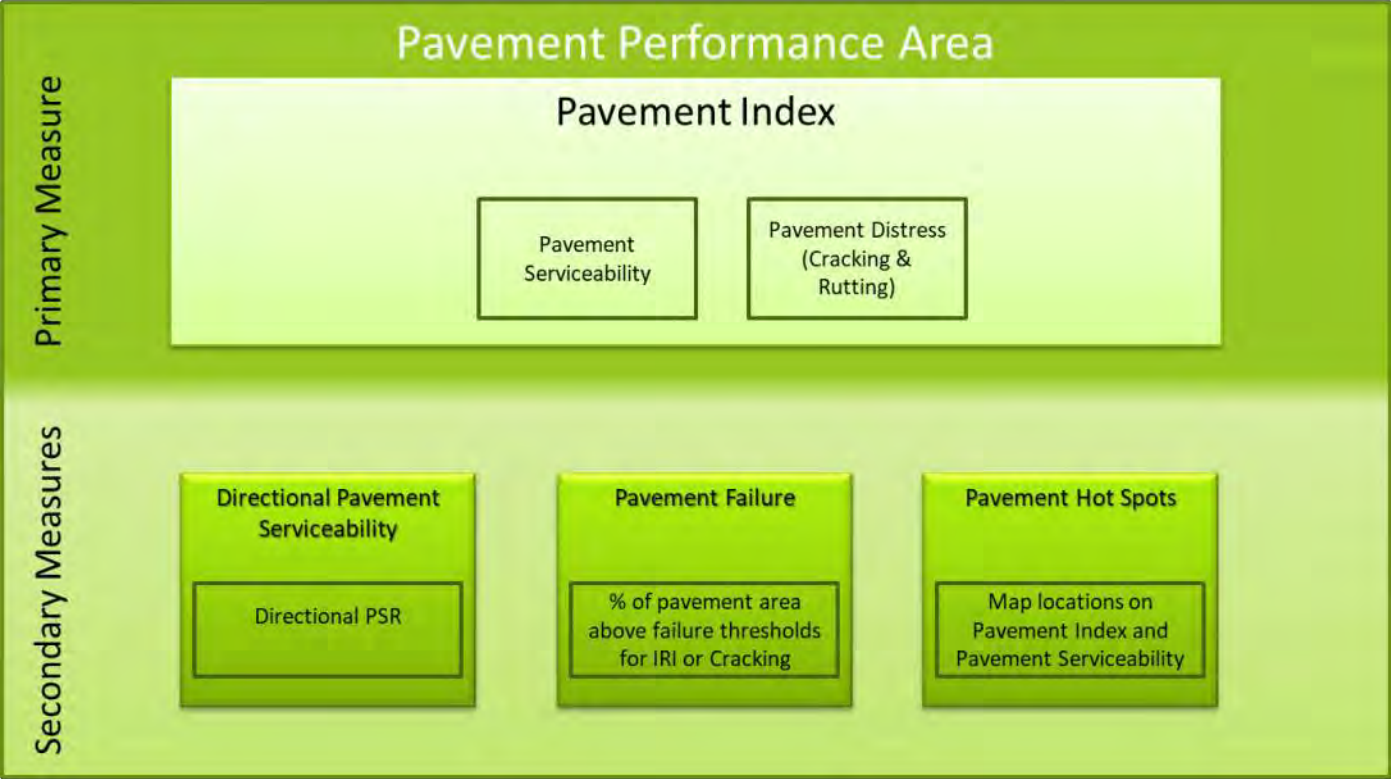 Pavement Performance Area
Primary Measure
Pavement Index
Pavement
Serviceability
Pavement Distress
(Cracking &
Rutting)
Secondary Measures
Directional Pavement
Serviceability
Directional PSR
Pavement Failure
% of pavement area
above failure thresholds
for IRI or Cracking
Pavement Hot Spots
Map locations on
Pavement Index and
Pavement Serviceability